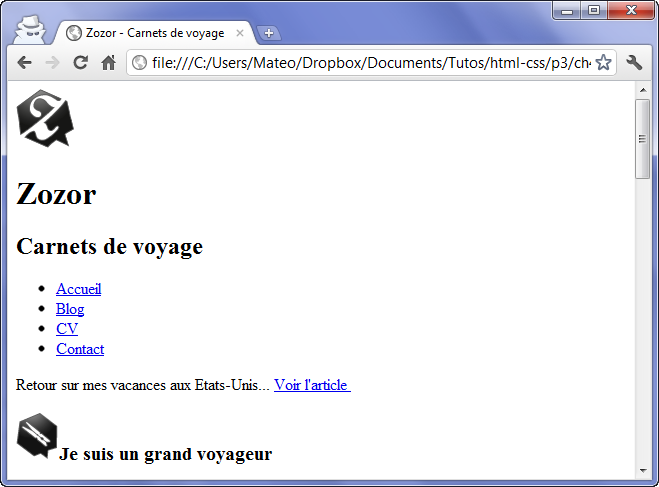 Zozor - Carnets de voyage
file:///C:/Users/Mateo/Dropbox/Documents/Tutos/html-css/p3/ch
Zozor
Carnets de voyage
Accueil
Blog
CV
Contact
Retour sur mes vacances aux Etats-Unis... Voir l'article
Je suis un grand voyageur